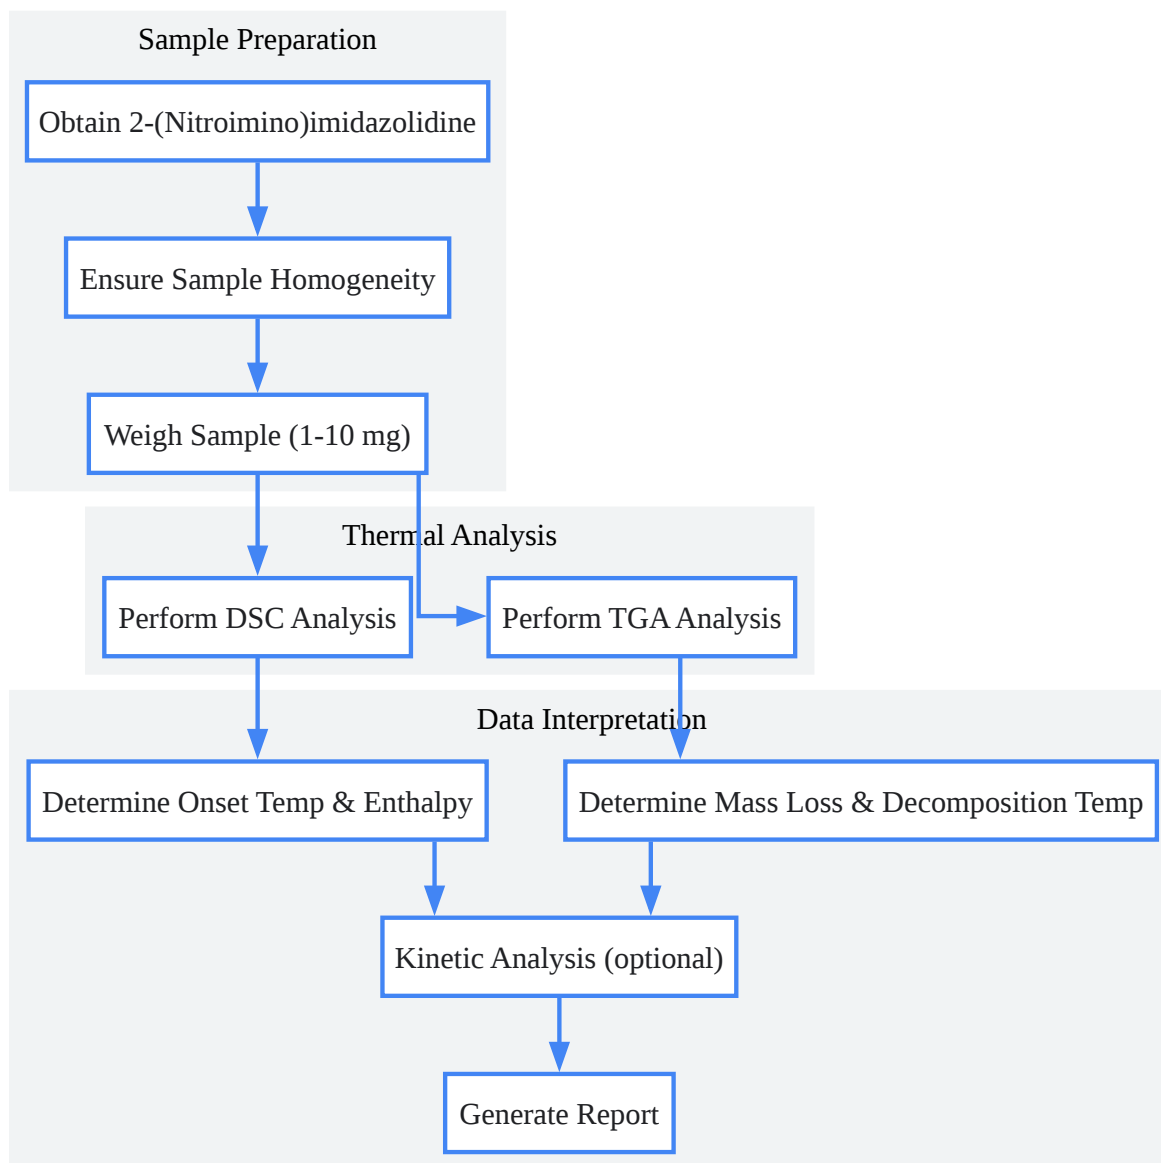 Sample Preparation
Obtain 2-(Nitroimino)imidazolidine
Ensure Sample Homogeneity
Weigh Sample (1-10 mg)
Thermal Analysis
Perform DSC Analysis
Perform TGA Analysis
Data Interpretation
Determine Onset Temp & Enthalpy
Determine Mass Loss & Decomposition Temp
Kinetic Analysis (optional)
Generate Report